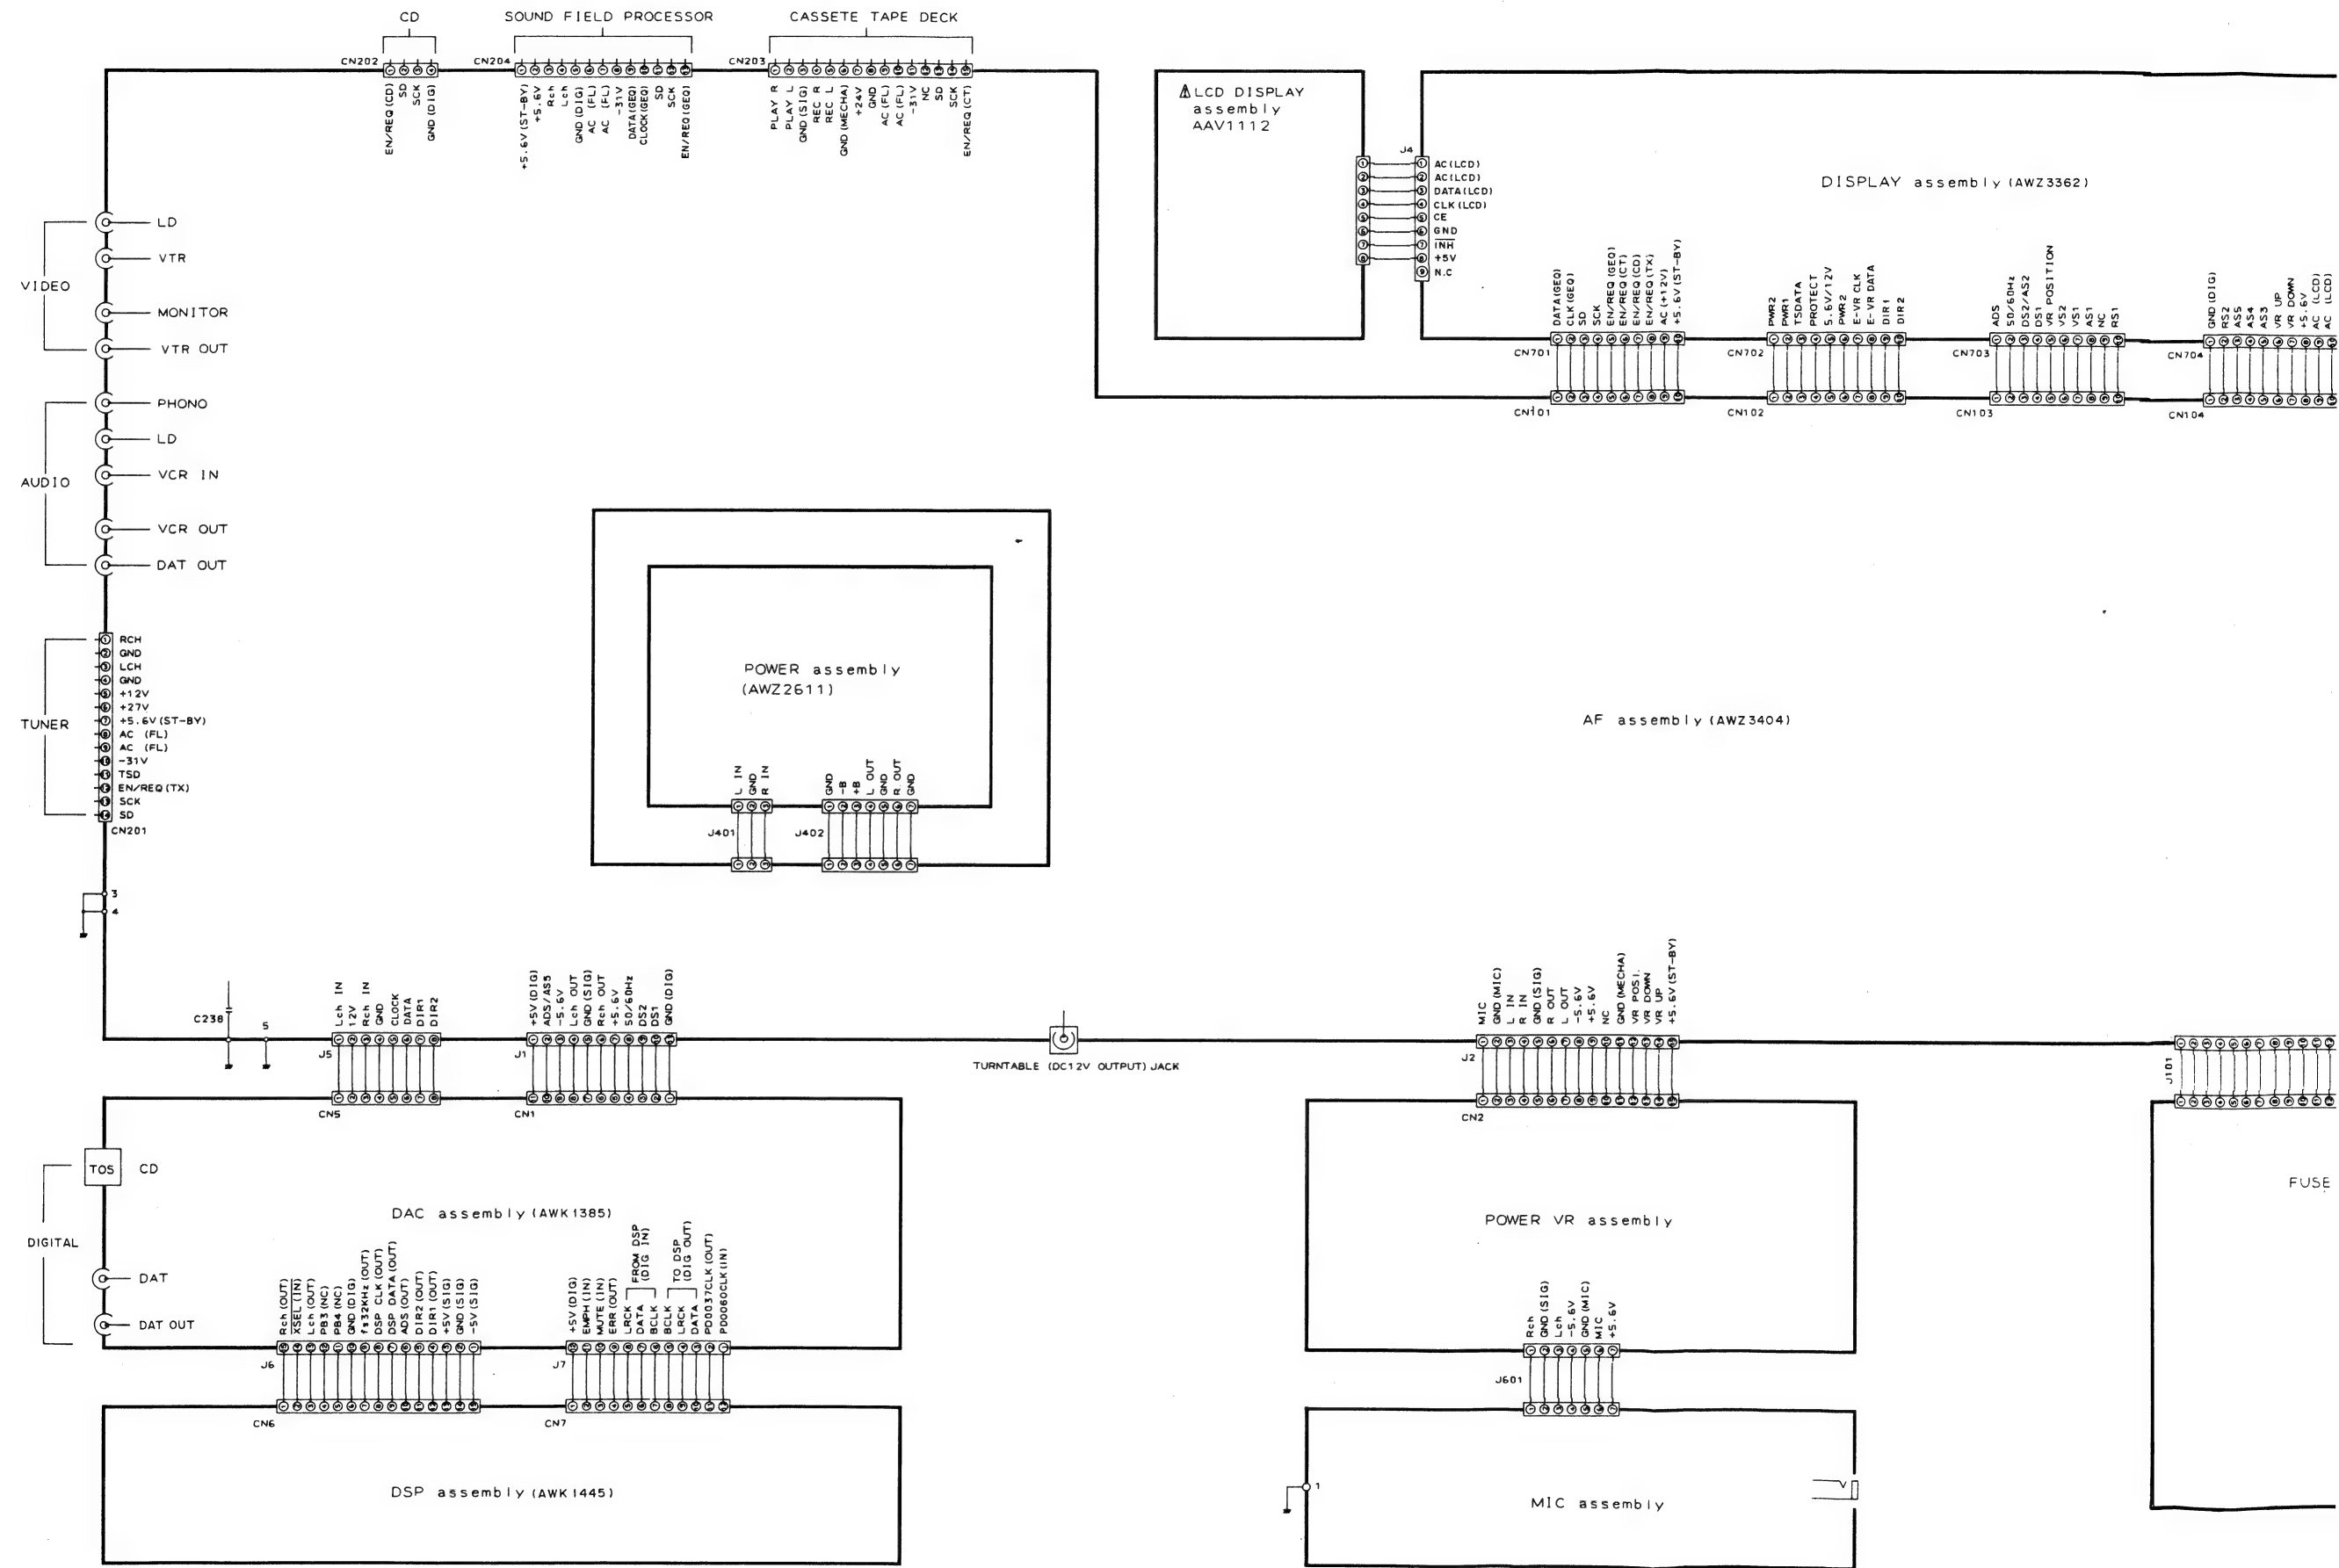 CD
SOUND FIELD PROCESSOR
CASSETE TAPE DECK
CN202
EN/REQ (CD)
SD
SCK
GND (DIG)
CN204
+5.6V (ST-BY)
+5.6V
Rch
Lch
GND (DIG)
AC (FL)
AC (FL)
-31V
DATA(GEQ)
CLOCK(GEQ)
SD
SCK
EN/REQ (GEQ)
CN203
PLAY R
PLAY L
GND (SIG)
REC R
REC L
GND (MECHA)
+24V
GND
AC (FL)
AC (FL)
-31V
NC
SD
SCK
EN/REQ (CT)
LCD DISPLAY
assembly
AAV1112
J4
AC (LCD)
AC (LCD)
DATA (LCD)
CLK (LCD)
CE
GND
INH
+5V
N.C
DISPLAY assembly (AWZ3362)
DATA (GEQ)
CLK (GEQ)
SD
SCK
EN/REQ (GEQ)
EN/REQ (CT)
EN/REQ (CD)
EN/REQ (TX)
AC (+12V)
+5.6V (ST-BY)
CN701
CN101
PWR2
PWR1
TSDATA
PROTECT
5.6V/12V
PWR2
E-VR CLK
E-VR DATA
DIR1
DIR2
CN702
CN102
ADS
50/60Hz
DS2/AS2
DS1
VR POSITION
VS2
VS1
AS1
NC
RS1
CN703
CN103
GND (DIG)
RS2
AS5
AS4
AS3
VR UP
VR DOWN
+5.6V
AC (LCD)
AC (LCD)
CN704
CN104
VIDEO
LD
VTR
MONITOR
VTR OUT
AUDIO
PHONO
LD
VCR IN
VCR OUT
DAT OUT
TUNER
RCH
GND
LCH
GND
+12V
+27V
+5.6V (ST-BY)
AC (FL)
AC (FL)
-31V
TSD
EN/REQ (TX)
SCK
SD
CN201
POWER assembly
(AWZ2611)
L IN
GND
R IN
J401
GND
-B
+B
L OUT
GND
R OUT
GND
J402
AF assembly (AWZ3404)
3
4
C238
5
Lch IN
12V
Rch IN
GND
CLOCK
DATA
DIR1
DIR2
J5
CN5
+5V (DIG)
ADS/AS5
-5.6V
Lch OUT
GND (SIG)
Rch OUT
+5.6V
50/60Hz
DS2
DS1
GND (DIG)
J1
CN1
TURNTABLE (DC12V OUTPUT) JACK
MIC
GND (MIC)
L IN
R IN
GND (SIG)
R OUT
L OUT
-5.6V
+5.6V
NC
GND (MECHA)
VR POSI.
VR DOWN
VR UP
+5.6V (ST-BY)
J2
CN2
J101
TOS
CD
DIGITAL
DAT
DAT OUT
DAC assembly (AWK1385)
Rch (OUT)
XSEL (IN)
Lch (OUT)
PB3 (NC)
PB4 (NC)
GND (DIG)
fs32KHz (OUT)
DSP CLK (OUT)
DSP DATA (OUT)
ADS (OUT)
DIR2 (OUT)
DIR1 (OUT)
+5V (SIG)
GND (SIG)
-5V (SIG)
J6
CN6
+5V (DIG)
EMPH (IN)
MUTE (IN)
ERR (OUT)
LRCK
DATA
BCLK
FROM DSP
(DIG IN)
BCLK
LRCK
DATA
TO DSP
(DIG OUT)
PD0037CLK (OUT)
PD0060CLK (IN)
J7
CN7
DSP assembly (AWK1445)
POWER VR assembly
Rch
GND (SIG)
Lch
-5.6V
GND (MIC)
MIC
+5.6V
J601
1
MIC assembly
FUSE